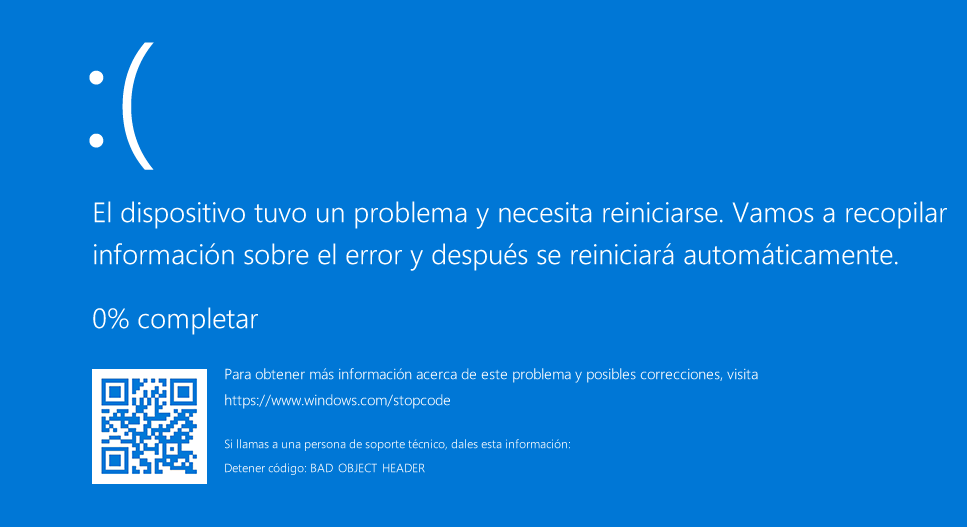 :(
El dispositivo tuvo un problema y necesita reiniciarse. Vamos a recopilar
información sobre el error y después se reiniciará automáticamente.
0% completar
Para obtener más información acerca de este problema y posibles correcciones, visita
https://www.windows.com/stopcode
Si llamas a una persona de soporte técnico, dales esta información:
Detener código: BAD OBJECT HEADER